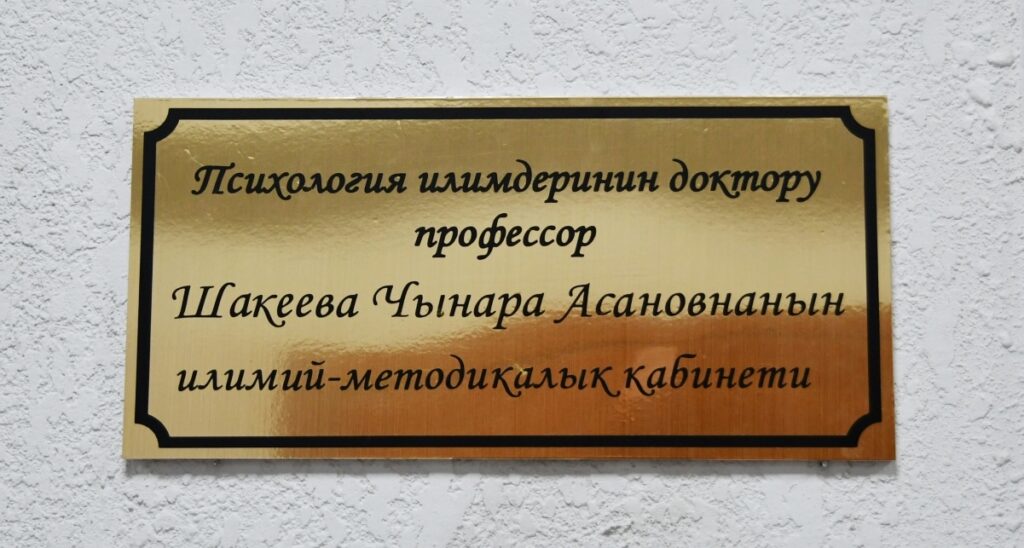 Психология илимдеринин доктору
профессор
Шакеева Чынара Асановнанын
илимий-методикалык кабинети